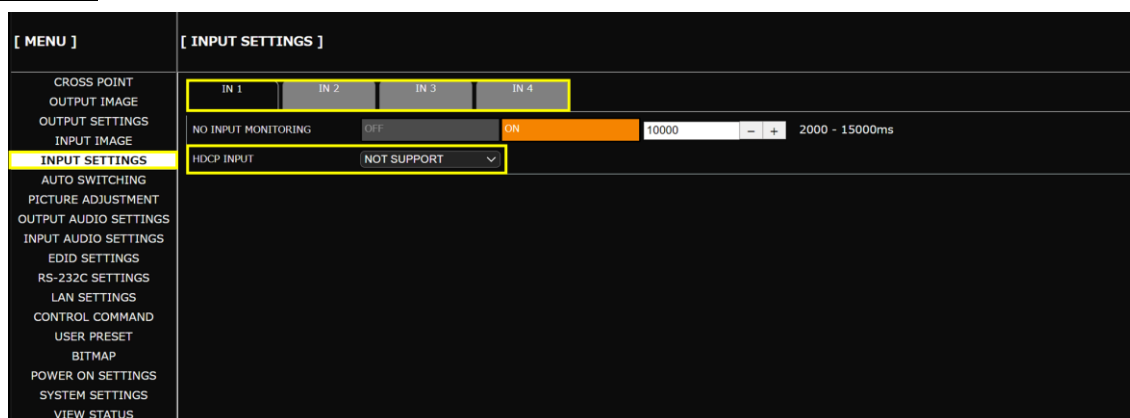 [ MENU ]
[ INPUT SETTINGS ]
CROSS POINT
OUTPUT IMAGE
OUTPUT SETTINGS
INPUT IMAGE
INPUT SETTINGS
AUTO SWITCHING
PICTURE ADJUSTMENT
OUTPUT AUDIO SETTINGS
INPUT AUDIO SETTINGS
EDID SETTINGS
RS-232C SETTINGS
LAN SETTINGS
CONTROL COMMAND
USER PRESET
BITMAP
POWER ON SETTINGS
SYSTEM SETTINGS
VIEW STATUS
IN 1 IN 2 IN 3 IN 4
NO INPUT MONITORING OFF ON 10000 − + 2000 - 15000ms
HDCP INPUT NOT SUPPORT